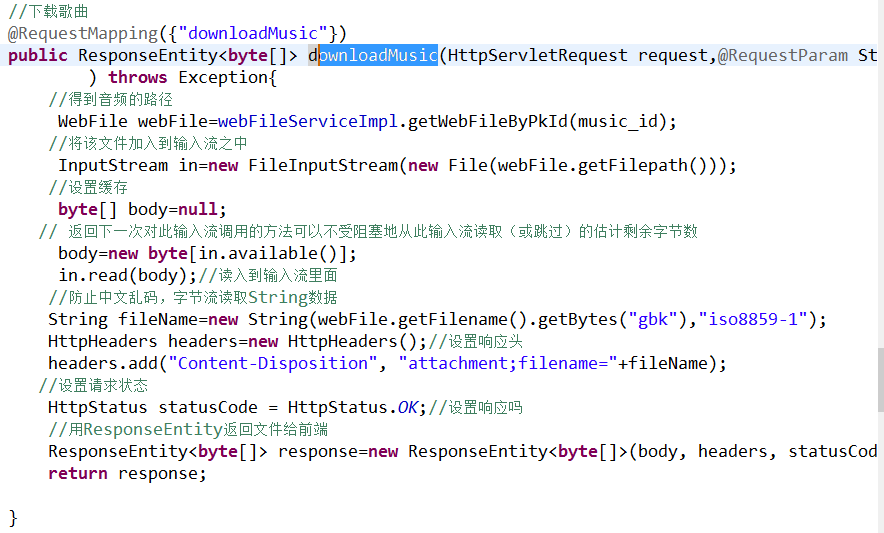 //下载歌曲
@RequestMapping({"downloadMusic"})
public ResponseEntity<byte[]> downloadMusic(HttpServletRequest request,@RequestParam St
) throws Exception{
//得到音频的路径
WebFile webFile=webFileServiceImpl.getWebFileByPkId(music_id);
//将该文件加入到输入流之中
InputStream in=new FileInputStream(new File(webFile.getFilepath()));
//设置缓存
byte[] body=null;
// 返回下一次对此输入流调用的方法可以不受阻塞地从此输入流读取（或跳过）的估计剩余字节数
body=new byte[in.available()];
in.read(body);//读入到输入流里面
//防止中文乱码，字节流读取String数据
String fileName=new String(webFile.getFilename().getBytes("gbk"),"iso8859-1");
HttpHeaders headers=new HttpHeaders();//设置响应头
headers.add("Content-Disposition", "attachment;filename="+fileName);
//设置请求状态
HttpStatus statusCode = HttpStatus.OK;//设置响应吗
//用ResponseEntity返回文件给前端
ResponseEntity<byte[]> response=new ResponseEntity<byte[]>(body, headers, statusCod
return response;
}